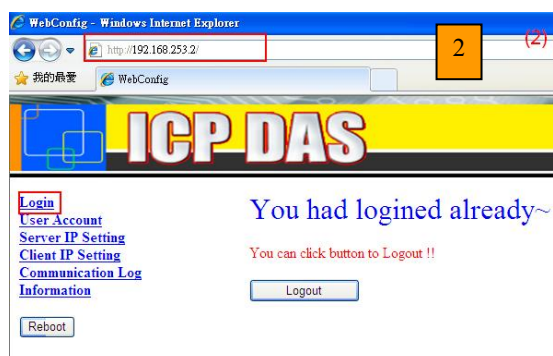 WebConfig - Windows Internet Explorer
http://192.168.253.2/
2
(2)
我的最愛
WebConfig
ICP DAS
Login
User Account
Server IP Setting
Client IP Setting
Communication Log
Information
Reboot
You had logined already~
You can click button to Logout !!
Logout